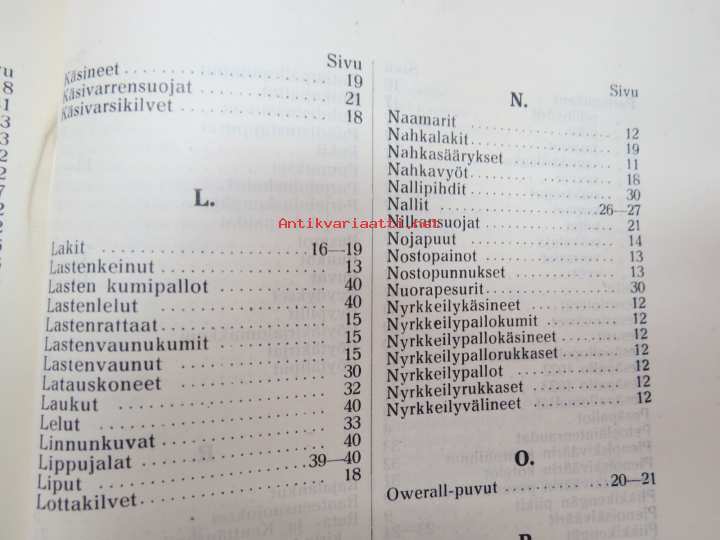 Sivu
Käsineet 19
Käsivarrensuojat 21
Käsivarsikilvet 18
L.
Lakit 16—19
Lastenkeinut 13
Lasten kumipallot 40
Lastenlelut 40
Lastenrattaat 15
Lastenvaunukumit 15
Lastenvaunut 15
Latauskoneet 30
Laukut 32
Lelut 40
Linnunkuvat 33
Lippujalat 40
Liput 39—40
Lottakilvet 18
Sivu
N.
Naamarit 12
Nahkalakit 19
Nahkasäärykset 11
Nahkavyöt 18
Nallipihdit 30
Nallit 26—27
Nilkansuojat 21
Nojapuut 14
Nostopainot 13
Nostopunnukset 13
Nuorapesurit 30
Nyrkkeilykäsineet 12
Nyrkkeilypallokumit 12
Nyrkkeilypallokäsineet 12
Nyrkkeilypallorukkaset 12
Nyrkkeilypallot 12
Nyrkkeilyrukkaset 12
Nyrkkeilyvälineet 12
O.
Owerall-puvut 20—21
Antikvariaatti.net